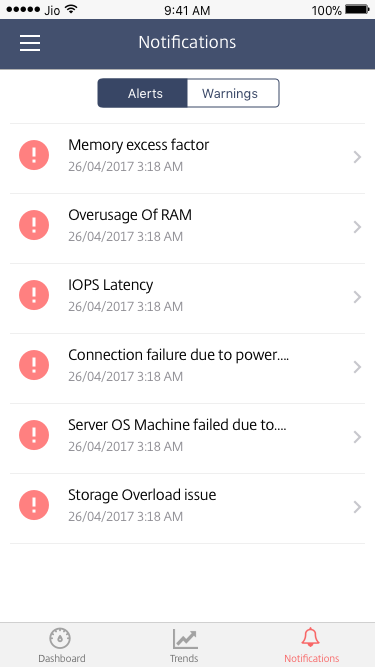 Jio 9:41 AM 100%
Notifications
Alerts Warnings
Memory excess factor
26/04/2017 3:18 AM
Overusage Of RAM
26/04/2017 3:18 AM
IOPS Latency
26/04/2017 3:18 AM
Connection failure due to power....
26/04/2017 3:18 AM
Server OS Machine failed due to....
26/04/2017 3:18 AM
Storage Overload issue
26/04/2017 3:18 AM
Dashboard Trends Notifications